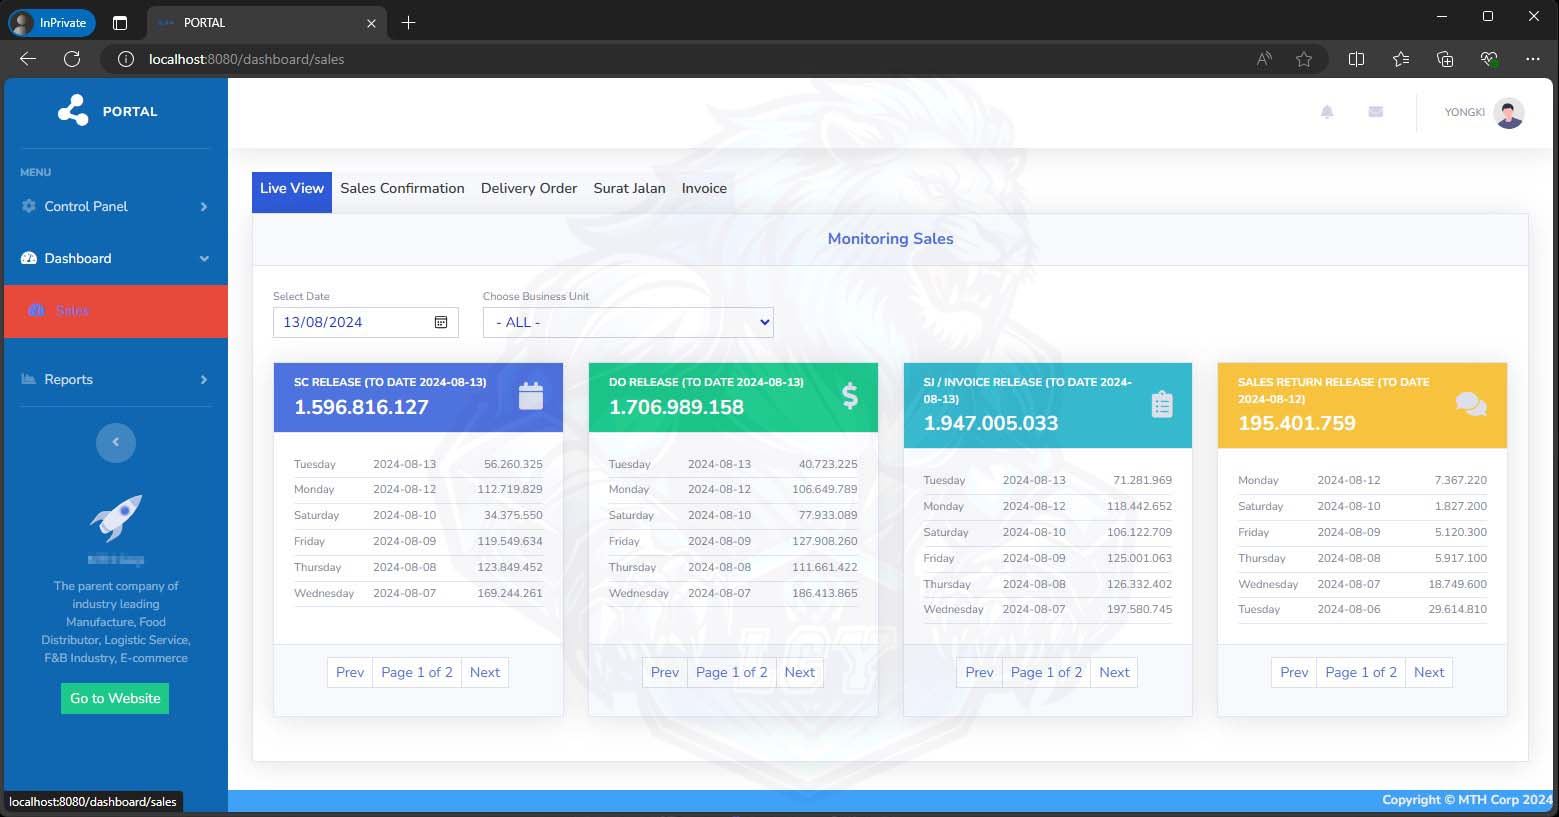 InPrivate
PORTAL
localhost:8080/dashboard/sales
PORTAL
YONGKI
MENU
Control Panel
Dashboard
Sales
Reports
The parent company of
industry leading
Manufacture, Food
Distributor, Logistic Service,
F&B Industry, E-commerce
Go to Website
localhost:8080/dashboard/sales
Live View Sales Confirmation Delivery Order Surat Jalan Invoice
Monitoring Sales
Select Date Choose Business Unit
13/08/2024 - ALL -
SC RELEASE (TO DATE 2024-08-13)
1.596.816.127
Tuesday 2024-08-13 56.260.325
Monday 2024-08-12 112.719.829
Saturday 2024-08-10 34.375.550
Friday 2024-08-09 119.549.634
Thursday 2024-08-08 123.849.452
Wednesday 2024-08-07 169.244.261
Prev Page 1 of 2 Next
DO RELEASE (TO DATE 2024-08-13)
1.706.989.158
Tuesday 2024-08-13 40.723.225
Monday 2024-08-12 106.649.789
Saturday 2024-08-10 77.933.089
Friday 2024-08-09 127.908.260
Thursday 2024-08-08 111.661.422
Wednesday 2024-08-07 186.413.865
Prev Page 1 of 2 Next
SJ / INVOICE RELEASE (TO DATE 2024-
08-13)
1.947.005.033
Tuesday 2024-08-13 71.281.969
Monday 2024-08-12 118.442.652
Saturday 2024-08-10 106.122.709
Friday 2024-08-09 125.001.063
Thursday 2024-08-08 126.332.402
Wednesday 2024-08-07 197.580.745
Prev Page 1 of 2 Next
SALES RETURN RELEASE (TO DATE
2024-08-12)
195.401.759
Monday 2024-08-12 7.367.220
Saturday 2024-08-10 1.827.200
Friday 2024-08-09 5.120.300
Thursday 2024-08-08 5.917.100
Wednesday 2024-08-07 18.749.600
Tuesday 2024-08-06 29.614.810
Prev Page 1 of 2 Next
Copyright © MTH Corp 2024